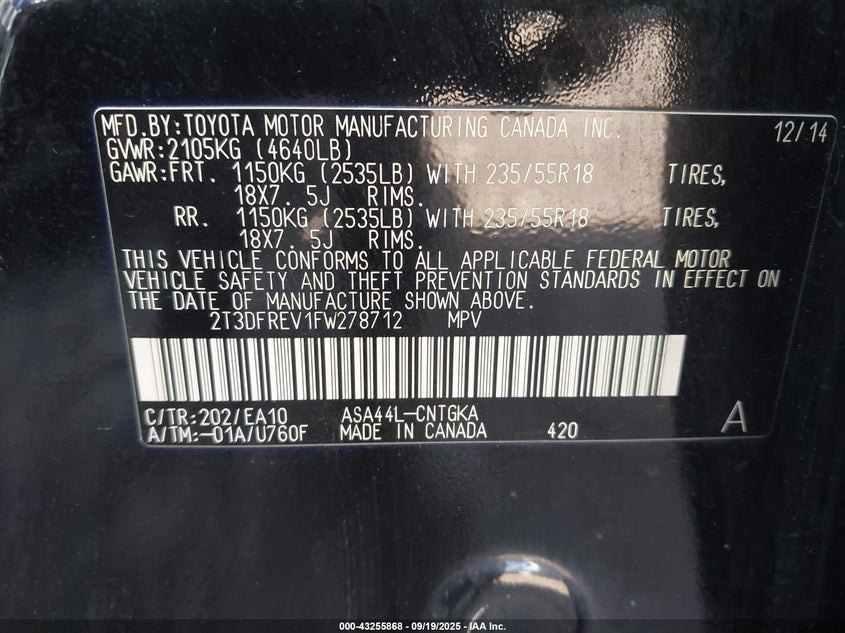 MFD.BY:TOYOTA MOTOR MANUFACTURING CANADA INC. 12/14
GVWR:2105KG (4640LB)
GAWR:FRT. 1150KG (2535LB) WITH 235/55R18 TIRES,
18X7. 5J RIMS.
RR. 1150KG (2535LB) WITH 235/55R18 TIRES,
18X7. 5J RIMS.
THIS VEHICLE CONFORMS TO ALL APPLICABLE FEDERAL MOTOR
VEHICLE SAFETY AND THEFT PREVENTION STANDARDS IN EFFECT ON
THE DATE OF MANUFACTURE SHOWN ABOVE.
2T3DFREV1FW278712 MPV
C/TR:202/EA10 ASA44L-CNTGKA A
A/TM:-01A/U760F MADE IN CANADA 420
000-43255868 - 09/19/2025 - IAA Inc.